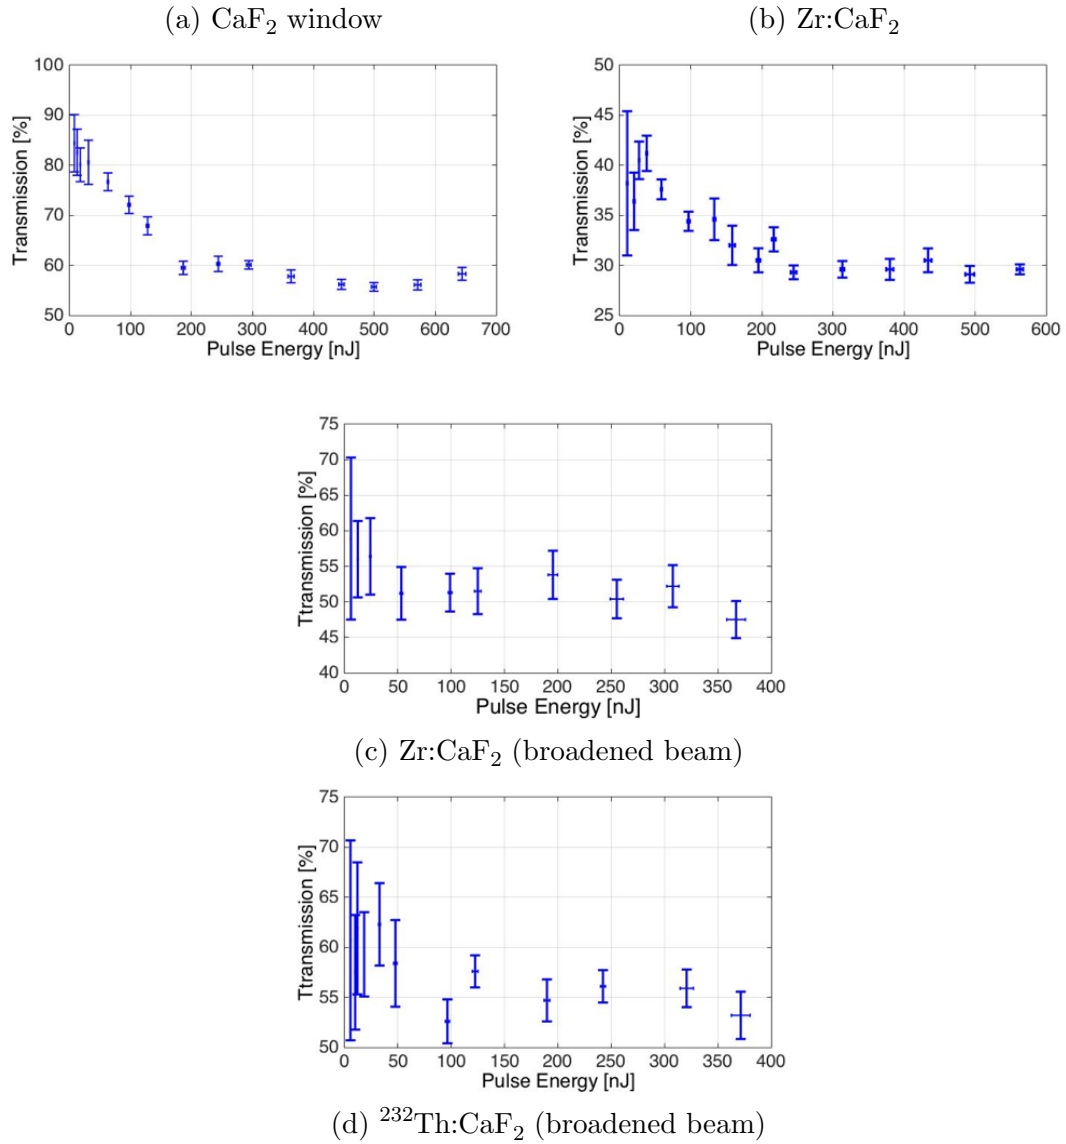 (a) CaF₂ window
(b) Zr:CaF₂
100
90
80
70
60
50
Transmission [%]
0 100 200 300 400 500 600 700
Pulse Energy [nJ]
50
45
40
35
30
25
Transmission [%]
0 100 200 300 400 500 600
Pulse Energy [nJ]
75
70
65
60
55
50
45
40
Ttransmission [%]
0 50 100 150 200 250 300 350 400
Pulse Energy [nJ]
(c) Zr:CaF₂ (broadened beam)
75
70
65
60
55
50
Ttransmission [%]
0 50 100 150 200 250 300 350 400
Pulse Energy [nJ]
(d) ²³²Th:CaF₂ (broadened beam)